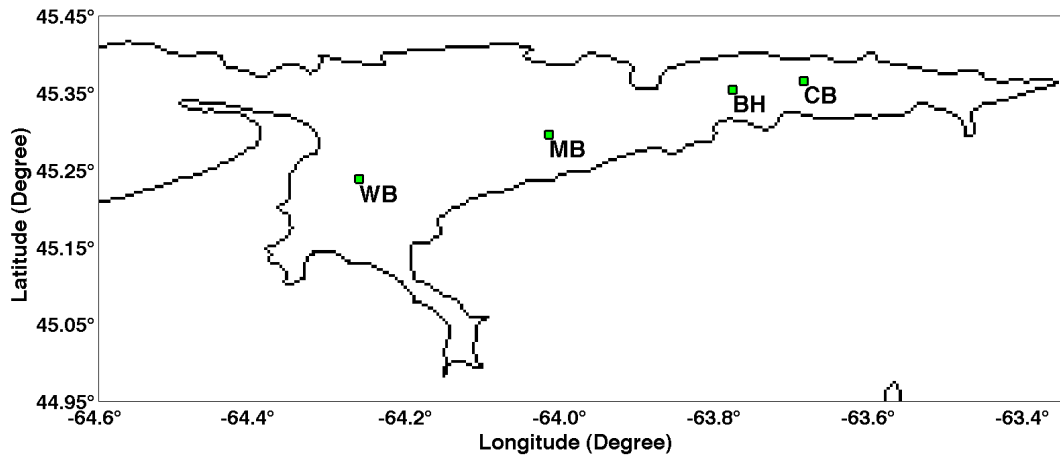 45.45°
45.35°
45.25°
45.15°
45.05°
44.95°
Latitude (Degree)
BH
CB
MB
WB
-64.6°
-64.4°
-64.2°
-64.0°
-63.8°
-63.6°
-63.4°
Longitude (Degree)